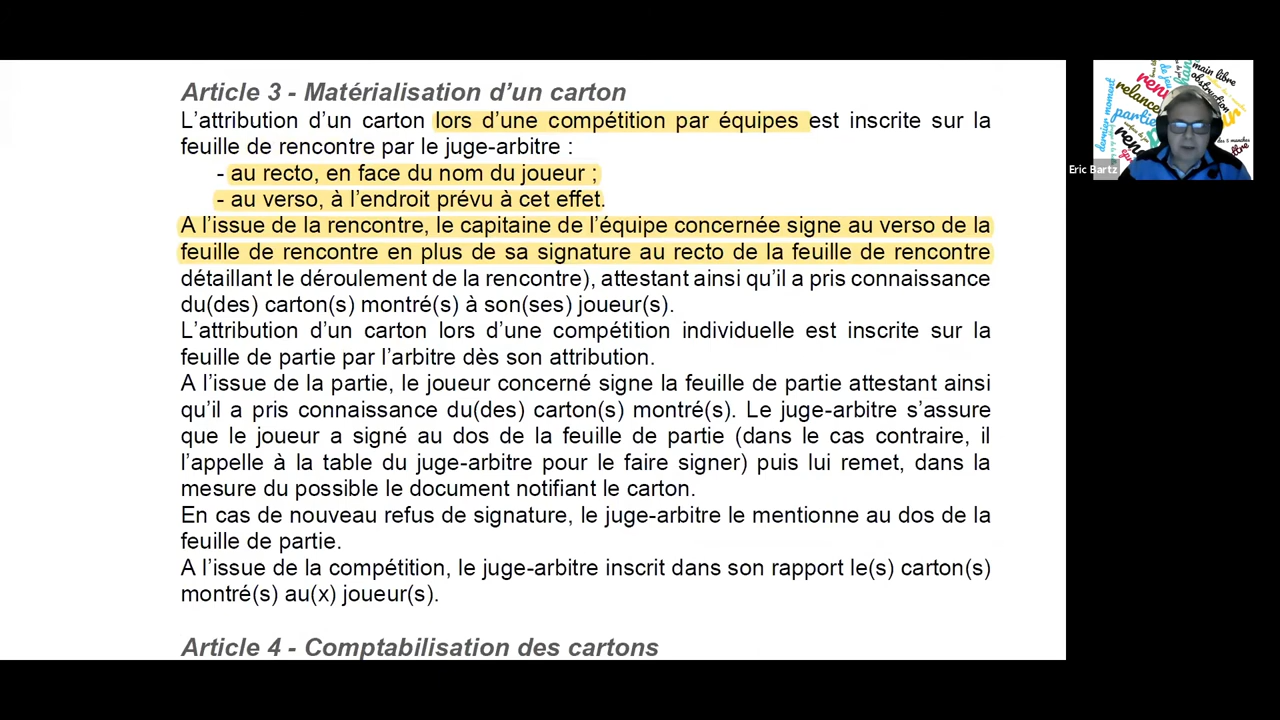 Article 3 - Matérialisation d'un carton
L'attribution d'un carton lors d'une compétition par équipes est inscrite sur la
feuille de rencontre par le juge-arbitre :
- au recto, en face du nom du joueur ;
- au verso, à l'endroit prévu à cet effet.
A l'issue de la rencontre, le capitaine de l'équipe concernée signe au verso de la
feuille de rencontre en plus de sa signature au recto de la feuille de rencontre
détaillant le déroulement de la rencontre), attestant ainsi qu'il a pris connaissance
du(des) carton(s) montré(s) à son(ses) joueur(s).
L'attribution d'un carton lors d'une compétition individuelle est inscrite sur la
feuille de partie par l'arbitre dès son attribution.
A l'issue de la partie, le joueur concerné signe la feuille de partie attestant ainsi
qu'il a pris connaissance du(des) carton(s) montré(s). Le juge-arbitre s'assure
que le joueur a signé au dos de la feuille de partie (dans le cas contraire, il
l'appelle à la table du juge-arbitre pour le faire signer) puis lui remet, dans la
mesure du possible le document notifiant le carton.
En cas de nouveau refus de signature, le juge-arbitre le mentionne au dos de la
feuille de partie.
A l'issue de la compétition, le juge-arbitre inscrit dans son rapport le(s) carton(s)
montré(s) au(x) joueur(s).
Article 4 - Comptabilisation des cartons
main libre
obstruction
relance
partie
dernier moment
Eric Bartz